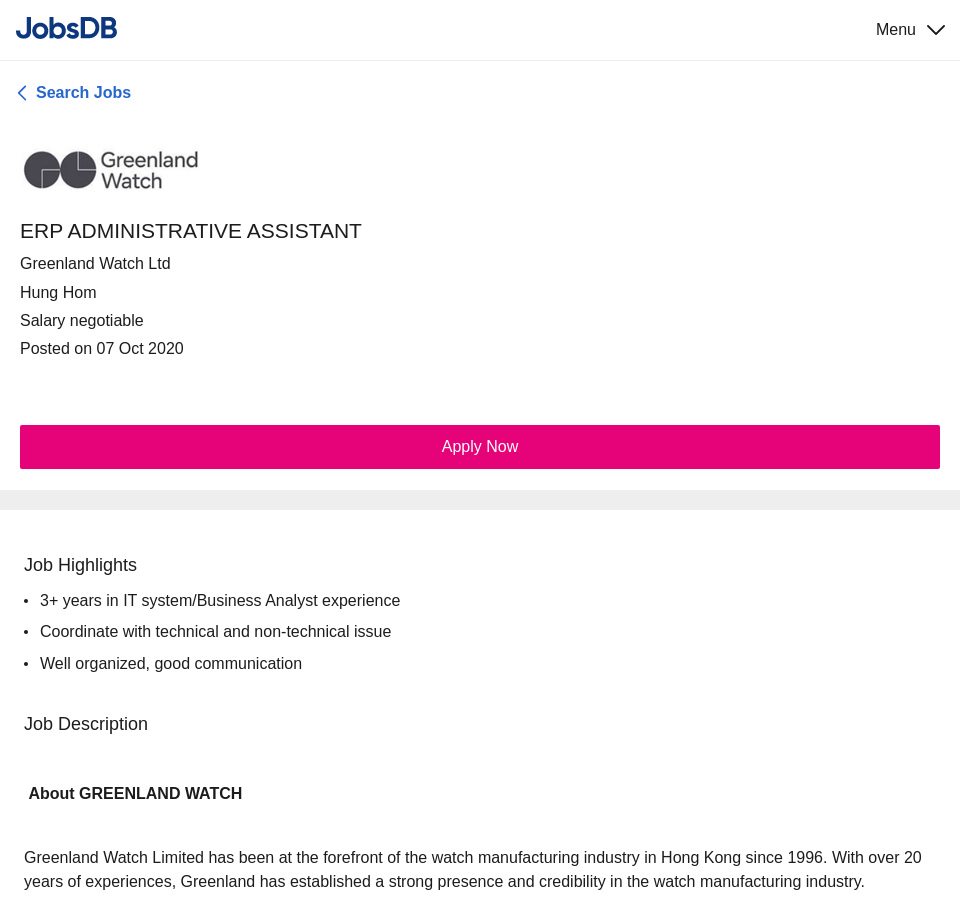 JobsDB
Menu
Search Jobs
Greenland
Watch
ERP ADMINISTRATIVE ASSISTANT
Greenland Watch Ltd
Hung Hom
Salary negotiable
Posted on 07 Oct 2020
Apply Now
Job Highlights
• 3+ years in IT system/Business Analyst experience
• Coordinate with technical and non-technical issue
• Well organized, good communication
Job Description
About GREENLAND WATCH
Greenland Watch Limited has been at the forefront of the watch manufacturing industry in Hong Kong since 1996. With over 20
years of experiences, Greenland has established a strong presence and credibility in the watch manufacturing industry.